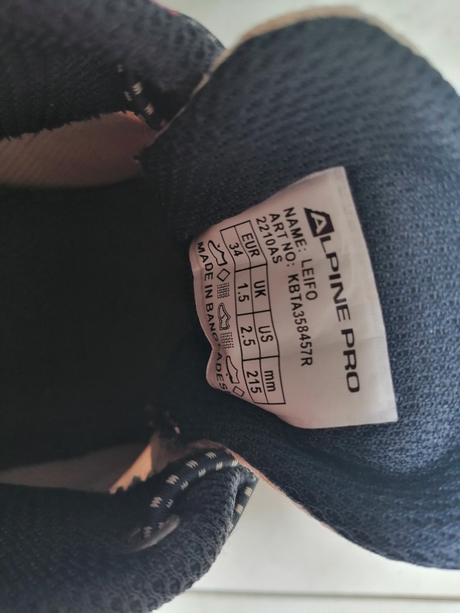 ALPINE PRO
NAME: LEIFO
ART NO: KBTA358457R
2210AS
EUR UK US mm
34 1.5 2.5 215
MADE IN BANGLADES